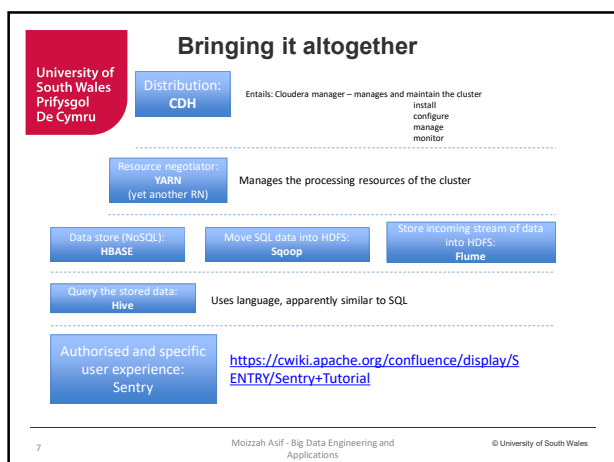 Bringing it altogether
University of
South Wales
Prifysgol
De Cymru
Distribution:
CDH
Entails: Cloudera manager – manages and maintain the cluster
install
configure
manage
monitor
Resource negotiator:
YARN
(yet another RN)
Manages the processing resources of the cluster
Data store (NoSQL):
HBASE
Move SQL data into HDFS:
Sqoop
Store incoming stream of data
into HDFS:
Flume
Query the stored data:
Hive
Uses language, apparently similar to SQL
Authorised and specific
user experience:
Sentry
https://cwiki.apache.org/confluence/display/S
ENTRY/Sentry+Tutorial
7
Moizzah Asif - Big Data Engineering and
Applications
© University of South Wales